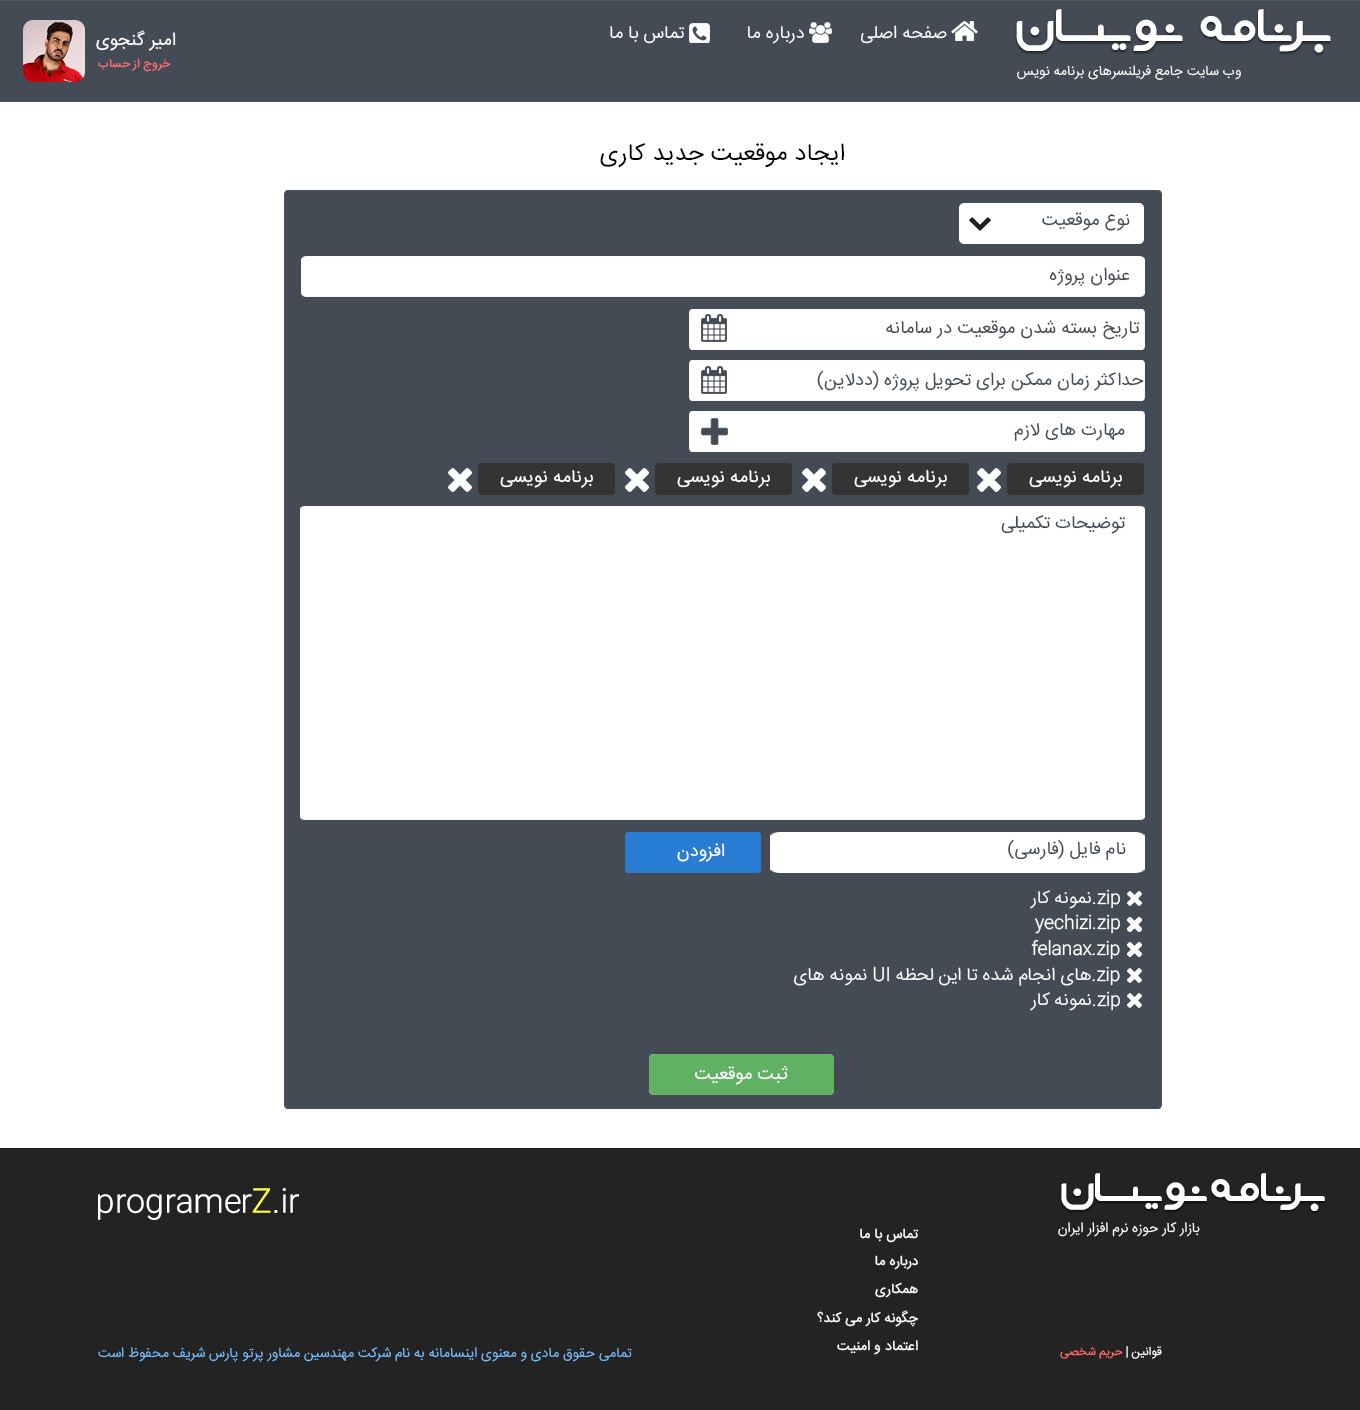 برنامه نویسان
وب سایت جامع فریلنسرهای برنامه نویس
صفحه اصلی
درباره ما
تماس با ما
امیر گنجوی
خروج از حساب
ایجاد موقعیت جدید کاری
نوع موقعیت
عنوان پروژه
تاریخ بسته شدن موقعیت در سامانه
حداکثر زمان ممکن برای تحویل پروژه (ددلاین)
مهارت های لازم
برنامه نویسی برنامه نویسی برنامه نویسی برنامه نویسی
توضیحات تکمیلی
نام فایل (فارسی)
افزودن
نمونه کار.zip
yechizi.zip
felanax.zip
نمونه های UI های انجام شده تا این لحظه.zip
نمونه کار.zip
ثبت موقعیت
برنامه نویسان
بازار کار حوزه نرم افزار ایران
قوانین | حریم شخصی
تماس با ما
درباره ما
همکاری
چگونه کار می کند؟
اعتماد و امنیت
programerZ.ir
تمامی حقوق مادی و معنوی اینسامانه به نام شرکت مهندسین مشاور پرتو پارس شریف محفوظ است